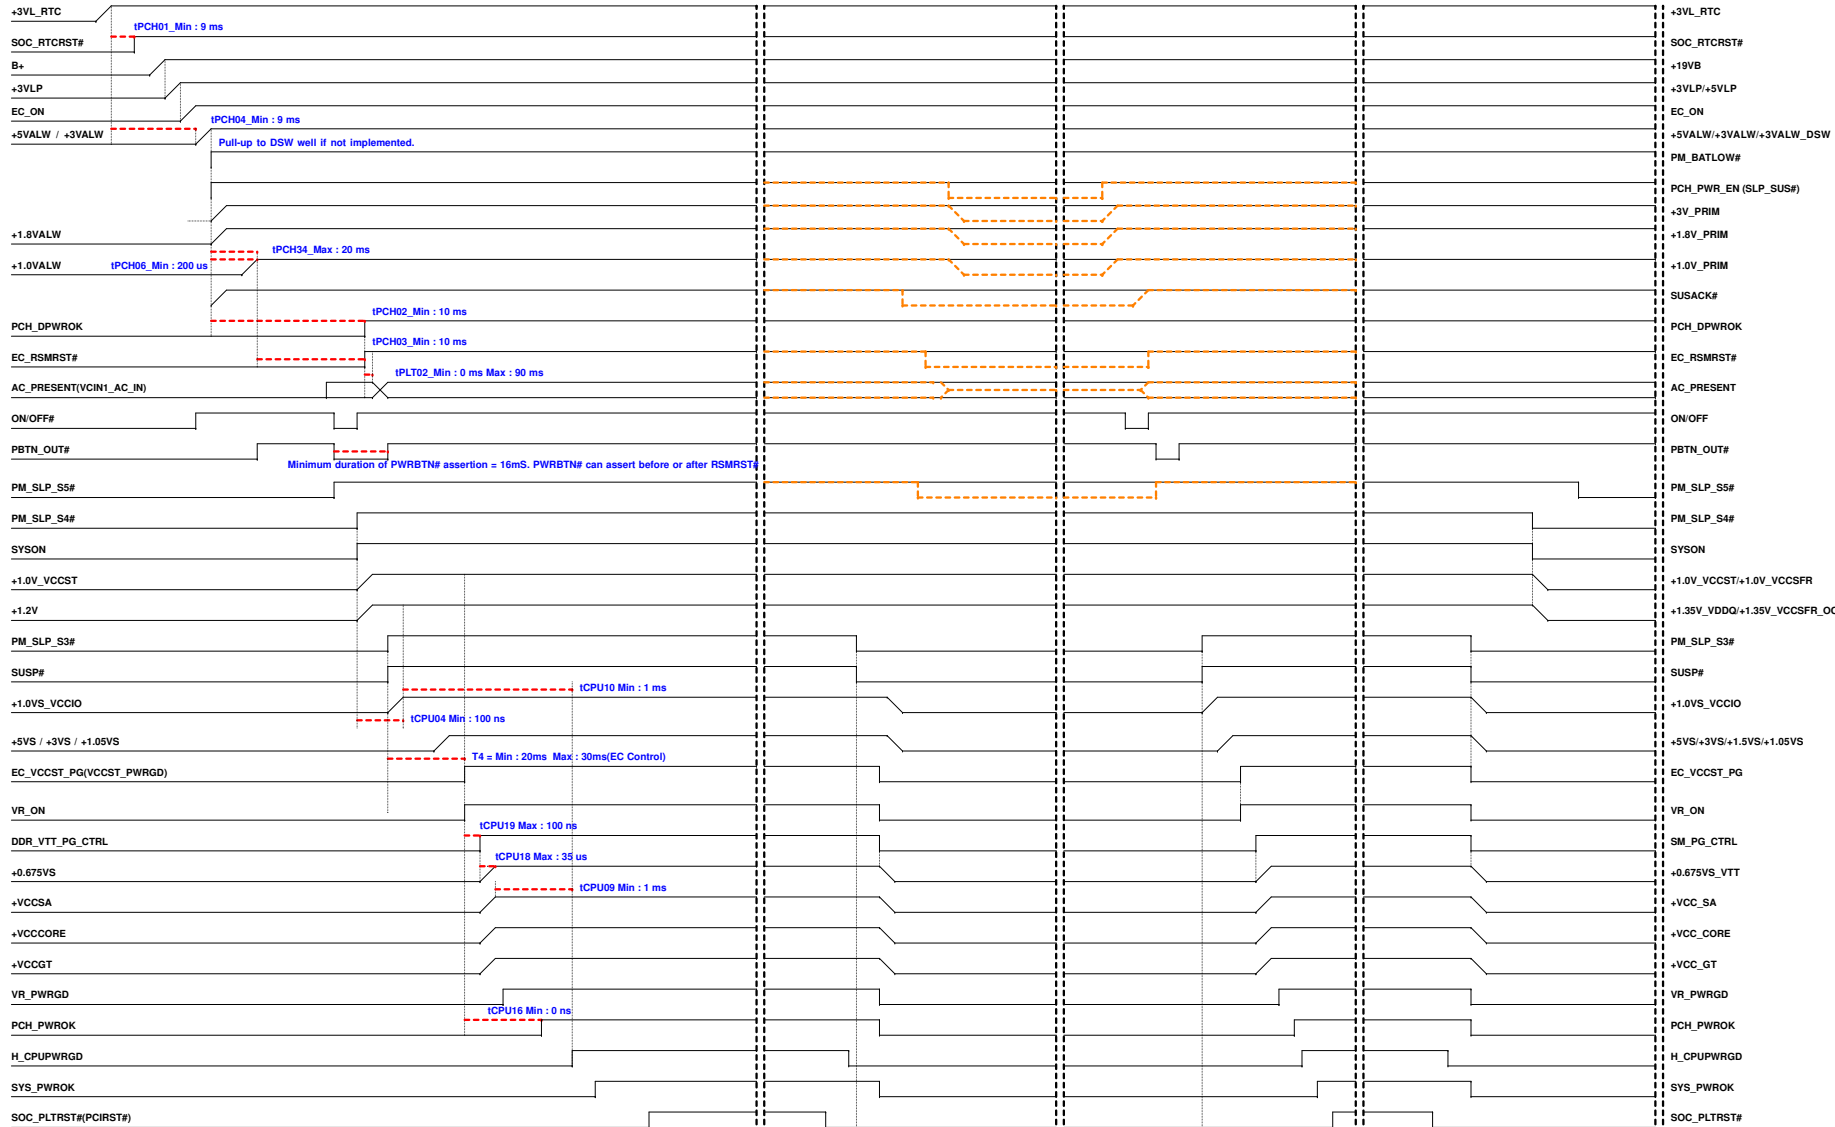 +3VL_RTC +3VL_RTC
tPCH01_Min : 9 ms
SOC_RTCRST# SOC_RTCRST#
B+ +19VB
+3VLP +3VLP/+5VLP
EC_ON EC_ON
tPCH04_Min : 9 ms
+5VALW / +3VALW +5VALW/+3VALW/+3VALW_DSW
Pull-up to DSW well if not implemented.
PM_BATLOW#
PCH_PWR_EN (SLP_SUS#)
+3V_PRIM
+1.8VALW +1.8V_PRIM
tPCH34_Max : 20 ms
+1.0VALW tPCH06_Min : 200 us +1.0V_PRIM
SUSACK#
tPCH02_Min : 10 ms
PCH_DPWROK PCH_DPWROK
tPCH03_Min : 10 ms
EC_RSMRST# EC_RSMRST#
tPLT02_Min : 0 ms Max : 90 ms
AC_PRESENT(VCIN1_AC_IN) AC_PRESENT
ON/OFF# ON/OFF
PBTN_OUT# PBTN_OUT#
Minimum duration of PWRBTN# assertion = 16mS. PWRBTN# can assert before or after RSMRST#
PM_SLP_S5# PM_SLP_S5#
PM_SLP_S4# PM_SLP_S4#
SYSON SYSON
+1.0V_VCCST +1.0V_VCCST/+1.0V_VCCSFR
+1.2V +1.35V_VDDQ/+1.35V_VCCSFR_OC
PM_SLP_S3# PM_SLP_S3#
SUSP# SUSP#
tCPU10 Min : 1 ms
+1.0VS_VCCIO +1.0VS_VCCIO
tCPU04 Min : 100 ns
+5VS / +3VS / +1.05VS +5VS/+3VS/+1.5VS/+1.05VS
T4 = Min : 20ms Max : 30ms(EC Control)
EC_VCCST_PG(VCCST_PWRGD) EC_VCCST_PG
VR_ON VR_ON
tCPU19 Max : 100 ns
DDR_VTT_PG_CTRL SM_PG_CTRL
tCPU18 Max : 35 us
+0.675VS +0.675VS_VTT
tCPU09 Min : 1 ms
+VCCSA +VCC_SA
+VCCCORE +VCC_CORE
+VCCGT +VCC_GT
VR_PWRGD VR_PWRGD
tCPU16 Min : 0 ns
PCH_PWROK PCH_PWROK
H_CPUPWRGD H_CPUPWRGD
SYS_PWROK SYS_PWROK
SOC_PLTRST#(PCIRST#) SOC_PLTRST#